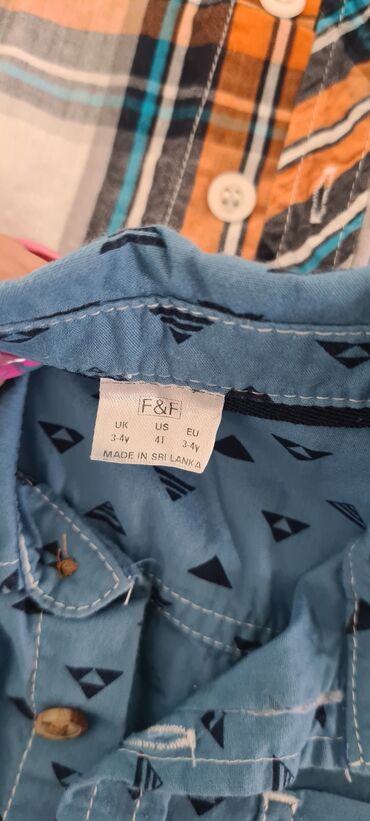 F&F
UK US EU
3-4y 4T 3-4y
MADE IN SRI LANKA